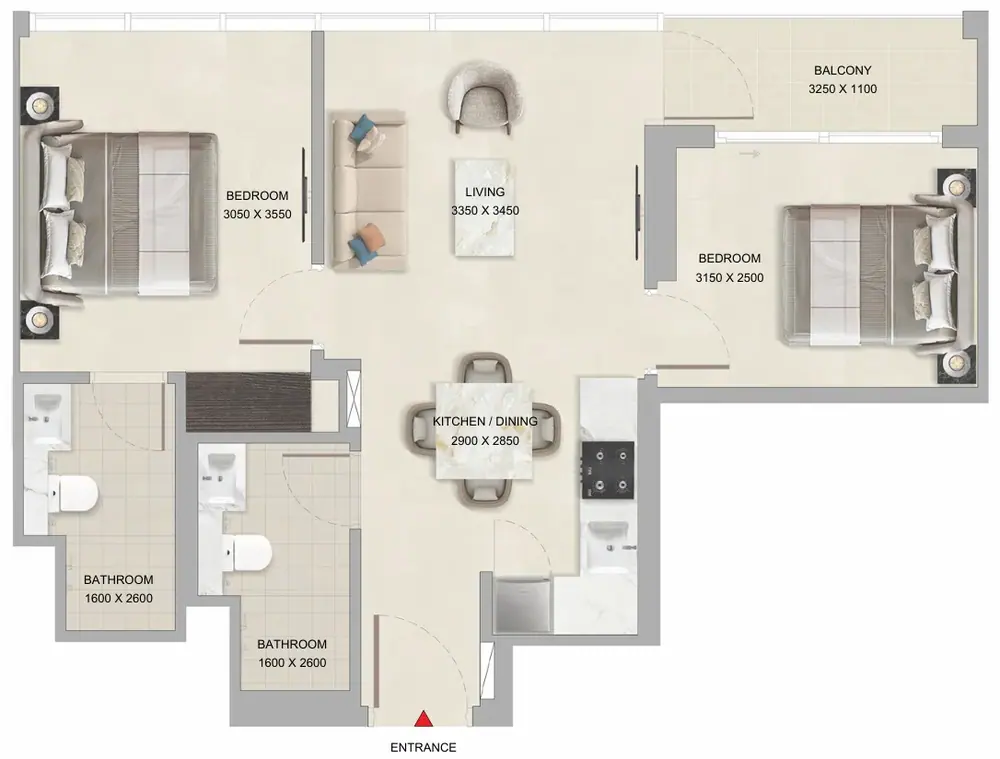 BALCONY
3250 X 1100
BEDROOM
3050 X 3550
LIVING
3350 X 3450
BEDROOM
3150 X 2500
KITCHEN / DINING
2900 X 2850
BATHROOM
1600 X 2600
BATHROOM
1600 X 2600
ENTRANCE